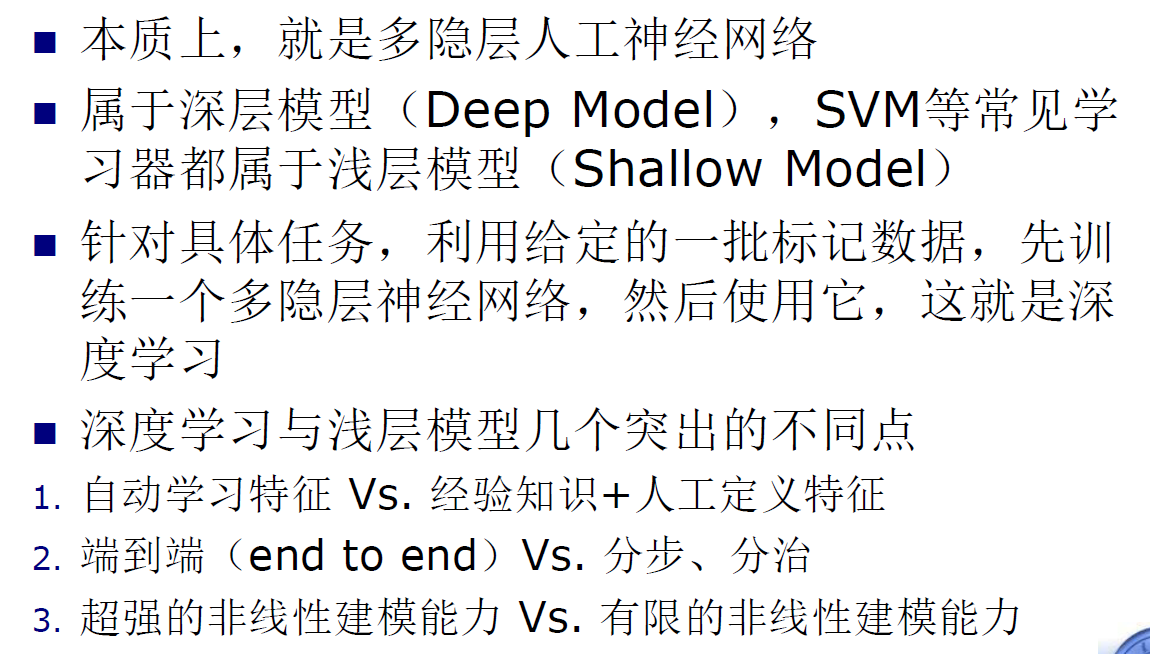 ■ 本质上，就是多隐层人工神经网络
■ 属于深层模型（Deep Model），SVM等常见学
习器都属于浅层模型（Shallow Model）
■ 针对具体任务，利用给定的一批标记数据，先训
练一个多隐层神经网络，然后使用它，这就是深
度学习
■ 深度学习与浅层模型几个突出的不同点
1. 自动学习特征 Vs. 经验知识+人工定义特征
2. 端到端（end to end）Vs. 分步、分治
3. 超强的非线性建模能力 Vs. 有限的非线性建模能力